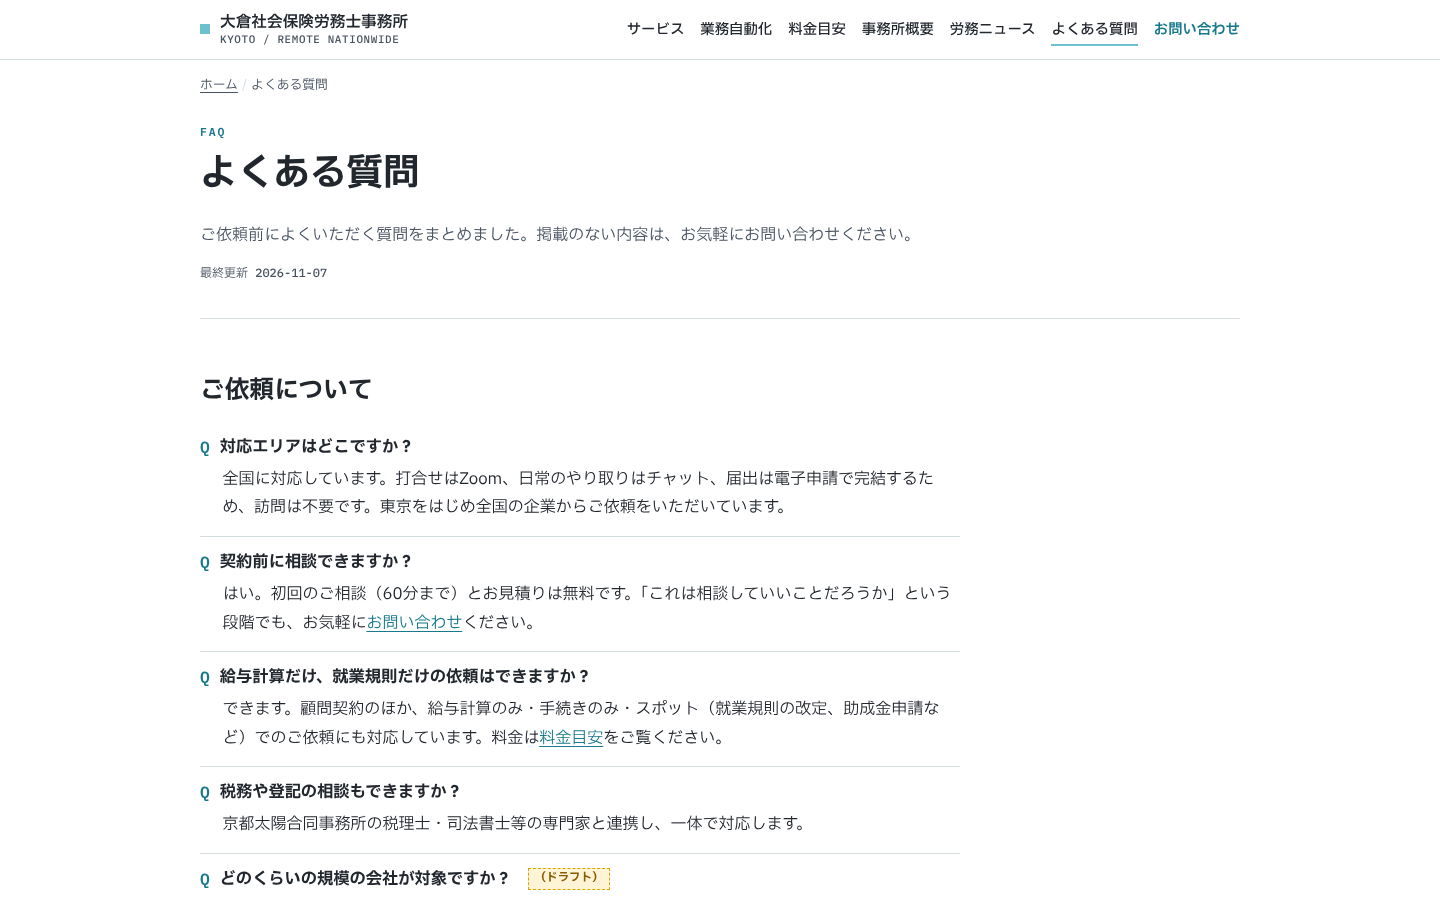 大倉社会保険労務士事務所
KYOTO / REMOTE NATIONWIDE
サービス 業務自動化 料金目安 事務所概要 労務ニュース よくある質問 お問い合わせ
ホーム / よくある質問
FAQ
よくある質問
ご依頼前によくいただく質問をまとめました。掲載のない内容は、お気軽にお問い合わせください。
最終更新 2026-11-07
ご依頼について
Q 対応エリアはどこですか？
全国に対応しています。打合せはZoom、日常のやり取りはチャット、届出は電子申請で完結するた
め、訪問は不要です。東京をはじめ全国の企業からご依頼をいただいています。
Q 契約前に相談できますか？
はい。初回のご相談（60分まで）とお見積りは無料です。「これは相談していいことだろうか」という
段階でも、お気軽にお問い合わせください。
Q 給与計算だけ、就業規則だけの依頼はできますか？
できます。顧問契約のほか、給与計算のみ・手続きのみ・スポット（就業規則の改定、助成金申請な
ど）でのご依頼にも対応しています。料金は料金目安をご覧ください。
Q 税務や登記の相談もできますか？
京都太陽合同事務所の税理士・司法書士等の専門家と連携し、一体で対応します。
Q どのくらいの規模の会社が対象ですか？ （ドラフト）